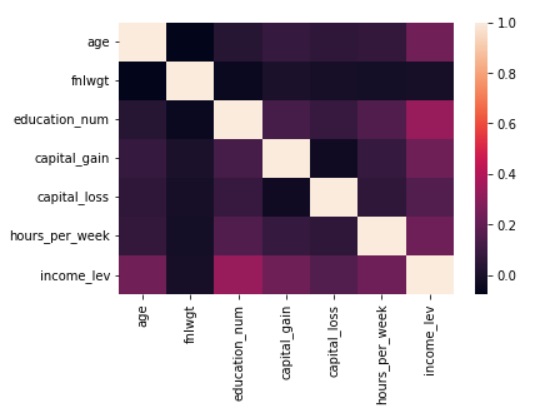 age
fnlwgt
education_num
capital_gain
capital_loss
hours_per_week
income_lev
age
fnlwgt
education_num
capital_gain
capital_loss
hours_per_week
income_lev
1.0
0.8
0.6
0.4
0.2
0.0